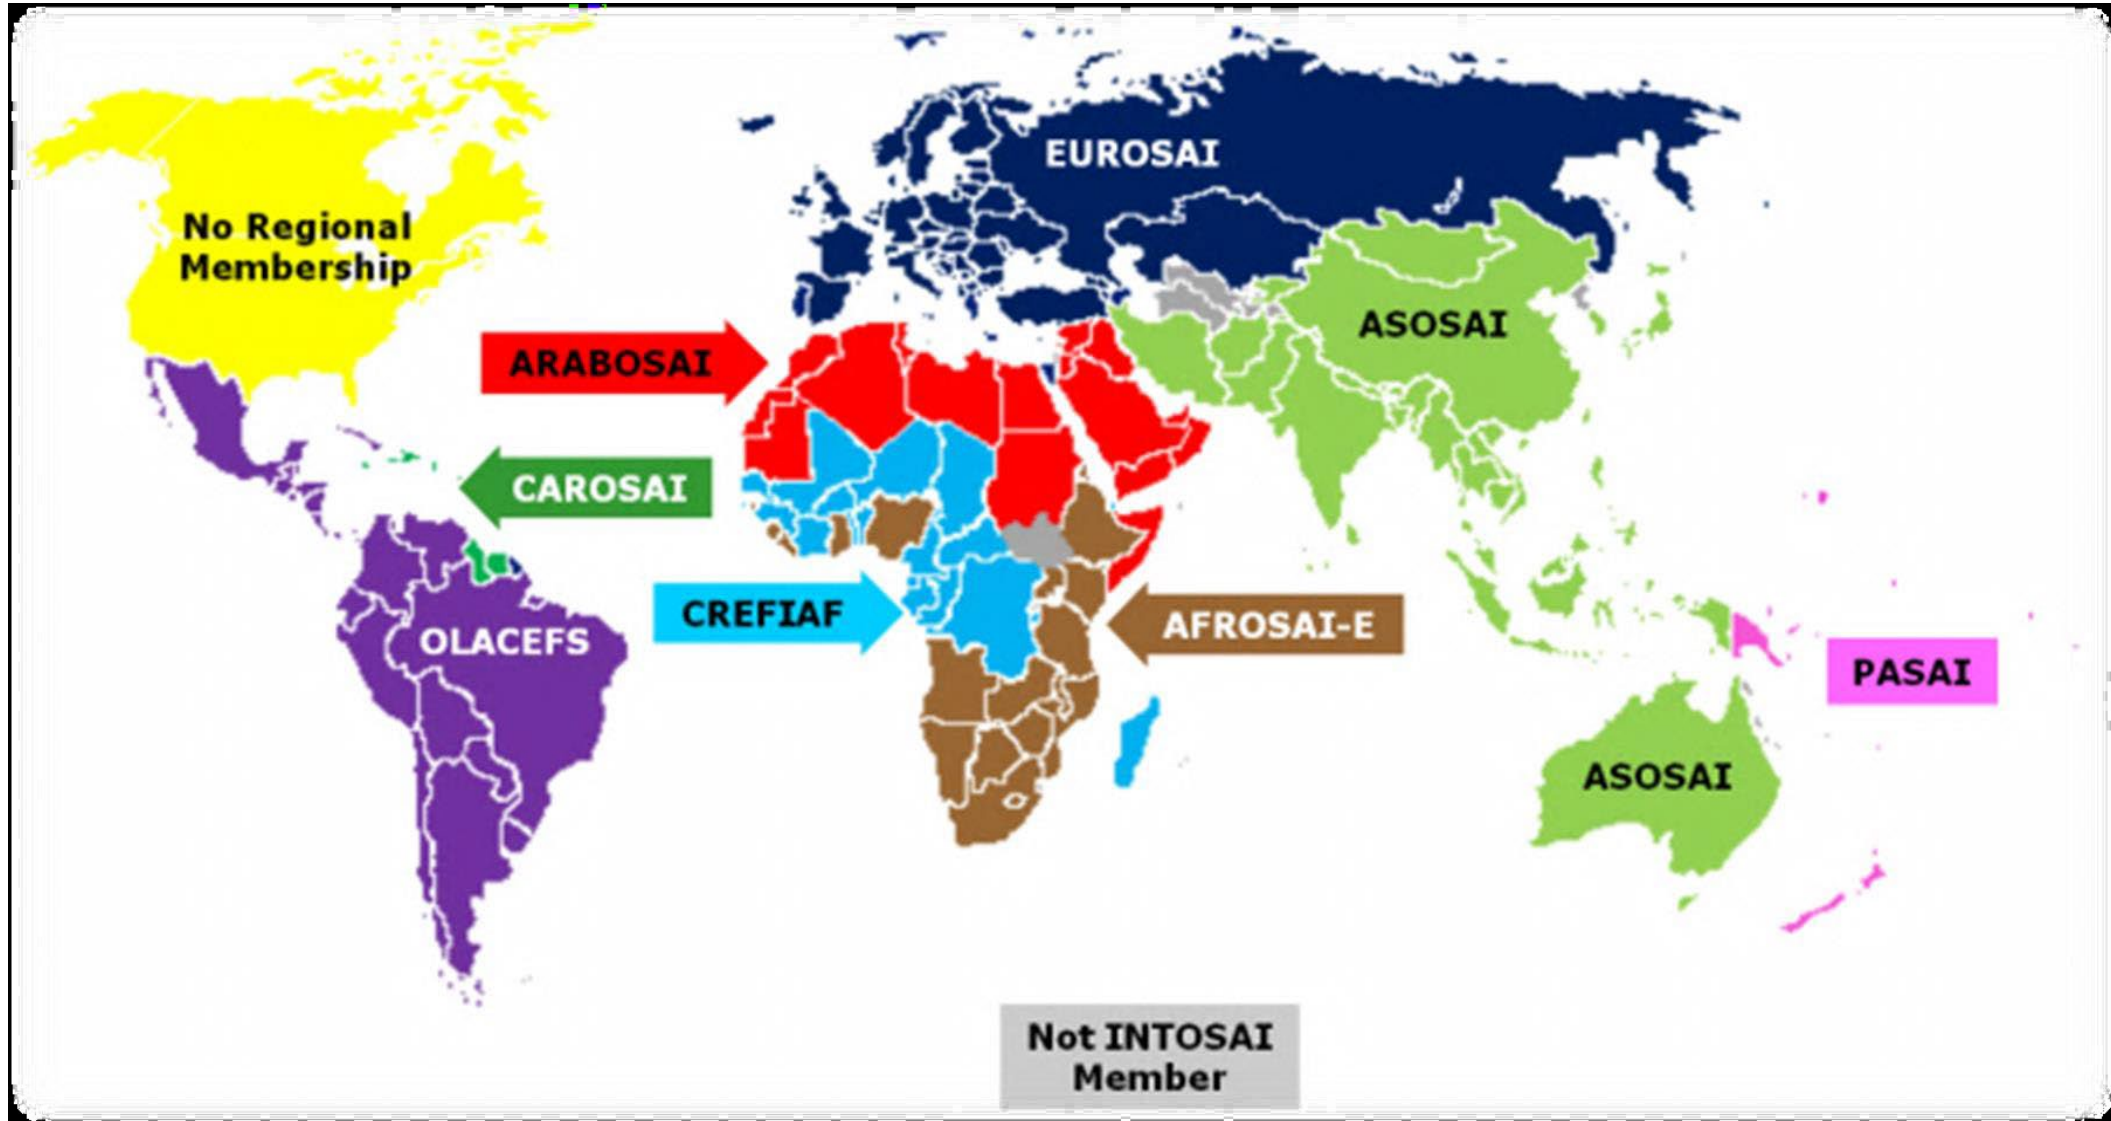 EUROSAI
No Regional
Membership
ASOSAI
ARABOSAI
CAROSAI
CREFIAF
AFROSAI-E
OLACEFS
PASAI
ASOSAI
Not INTOSAI
Member